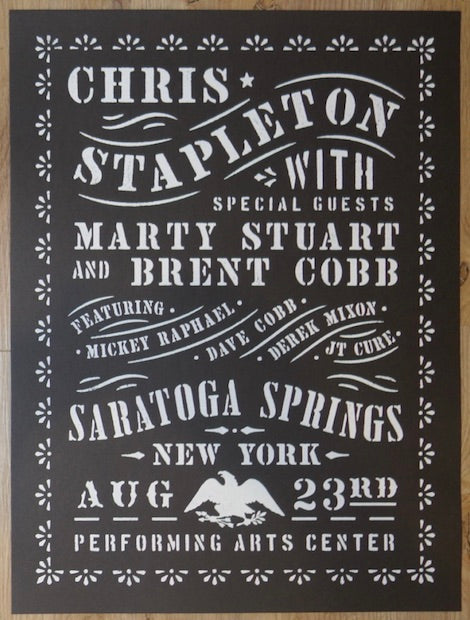 CHRIS
STAPLETON
WITH
SPECIAL GUESTS
MARTY STUART
AND BRENT COBB
FEATURING •
• MICKEY RAPHAEL •
• DAVE COBB •
• DEREK MIXON •
• JT CURE •
SARATOGA SPRINGS
NEW YORK
AUG 23RD
PERFORMING ARTS CENTER